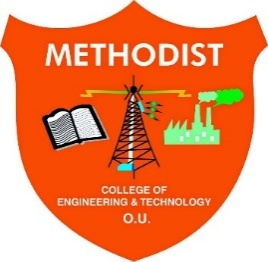 METHODIST
COLLEGE OF
ENGINEERING & TECHNOLOGY
O.U.